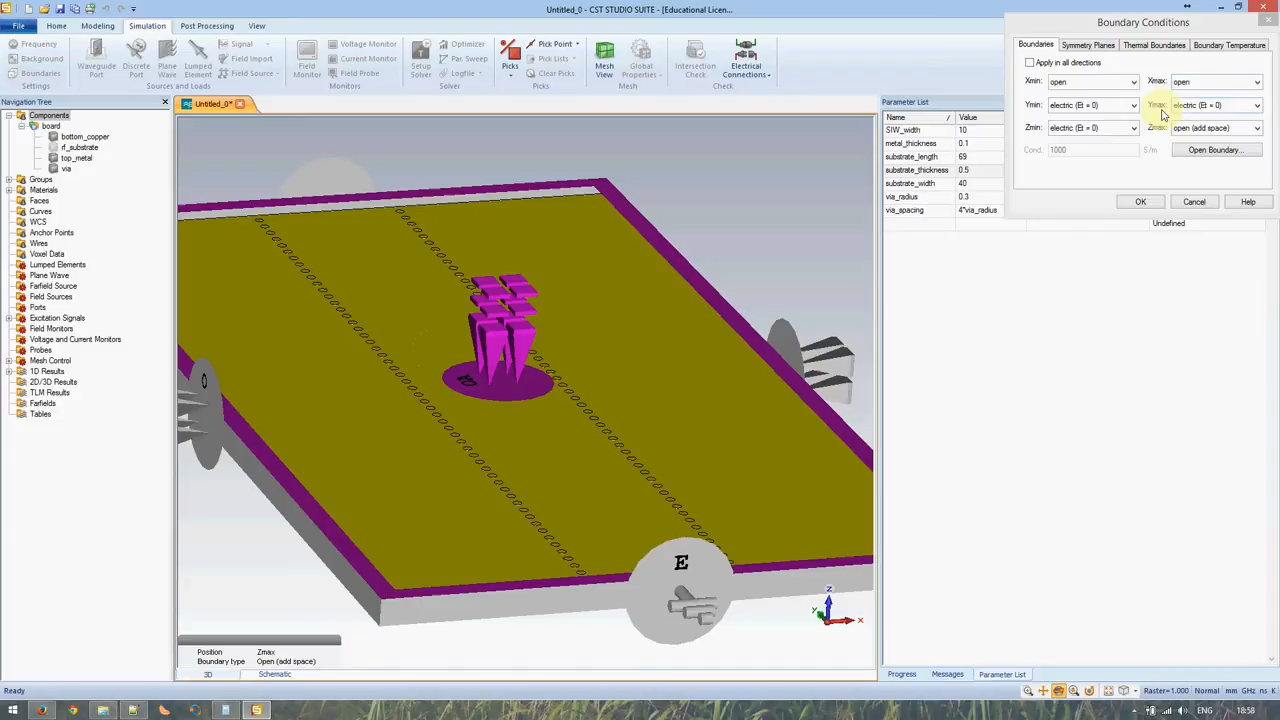 Untitled_0 - CST STUDIO SUITE - [Educational Licen...
File Home Modeling Simulation Post Processing View
Frequency
Background
Boundaries
Settings
Waveguide Port
Discrete Port
Plane Wave
Lumped Element
Signal
Field Import
Field Source
Sources and Loads
Field Monitor
Voltage Monitor
Current Monitor
Field Probe
Monitors
Setup Solver
Optimizer
Par. Sweep
Logfile
Solver
Picks
Pick Point
Pick Lists
Clear Picks
Picks
Mesh View
Global Properties
Mesh
Intersection Check
Electrical Connections
Check
Navigation Tree
Components
board
bottom_copper
rf_substrate
top_metal
via
Groups
Materials
Faces
Curves
WCS
Anchor Points
Wires
Voxel Data
Lumped Elements
Plane Wave
Farfield Source
Field Sources
Ports
Excitation Signals
Field Monitors
Voltage and Current Monitors
Probes
Mesh Control
1D Results
2D/3D Results
TLM Results
Farfields
Tables
Untitled_0*
O
E
z
y
x
Position Zmax
Boundary type Open (add space)
3D Schematic
Parameter List
Name Value
SIW_width 10
metal_thickness 0.1
substrate_length 69
substrate_thickness 0.5
substrate_width 40
via_radius 0.3
via_spacing 4*via_radius
Undefined
Boundary Conditions
Boundaries Symmetry Planes Thermal Boundaries Boundary Temperature
Apply in all directions
Xmin: open Xmax: open
Ymin: electric (Et = 0) Ymax: electric (Et = 0)
Zmin: electric (Et = 0) Zmax: open (add space)
Cond.: 1000 S/m Open Boundary...
OK Cancel Help
Progress Messages Parameter List
Ready
Raster=1.000 Normal mm GHz ns K
ENG 18:58